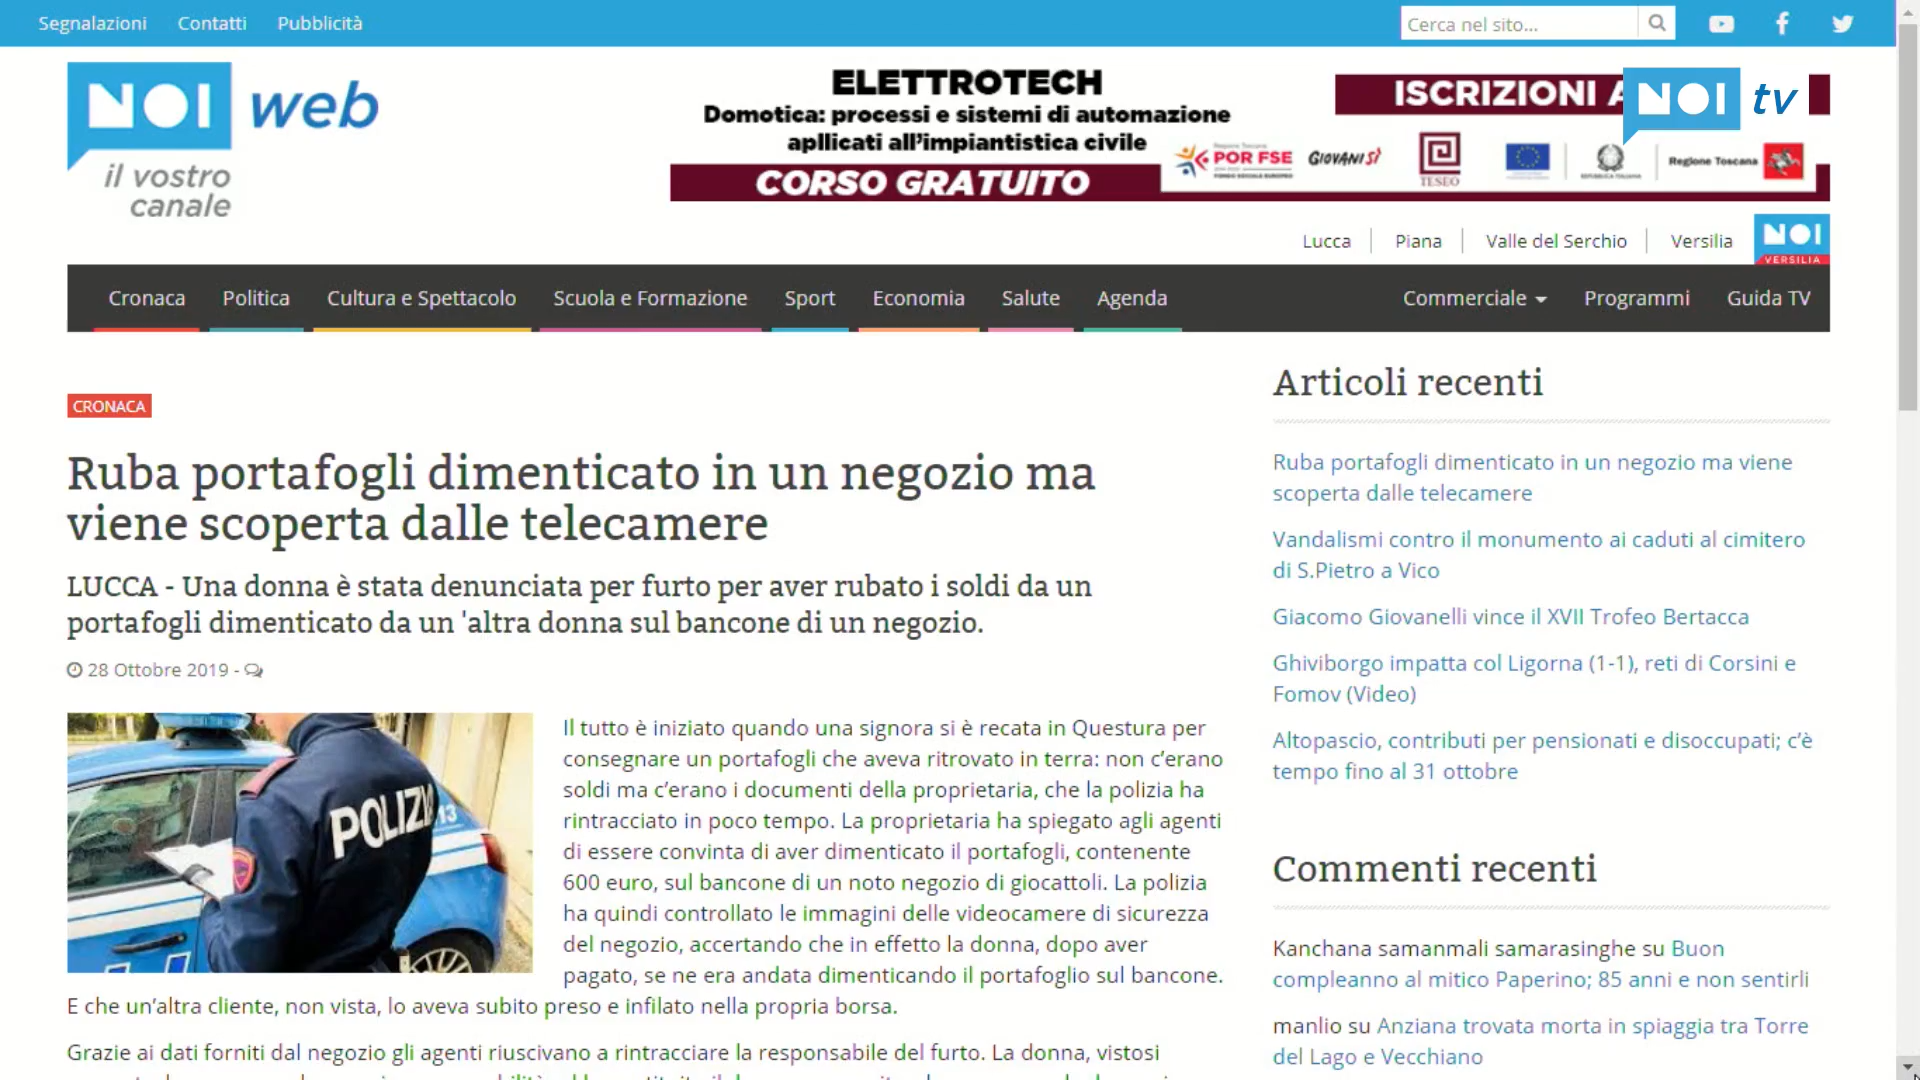 Segnalazioni Contatti Pubblicità
Cerca nel sito...
NOI web
il vostro
canale
ELETTROTECH
Domotica: processi e sistemi di automazione
apllicati all'impiantistica civile
CORSO GRATUITO
ISCRIZIONI A
NOI tv
POR FSE
GIOVANISÌ
TESEO
Regione Toscana
Lucca Piana Valle del Serchio Versilia
NOI
VERSILIA
Cronaca Politica Cultura e Spettacolo Scuola e Formazione Sport Economia Salute Agenda Commerciale Programmi Guida TV
CRONACA
Ruba portafogli dimenticato in un negozio ma
viene scoperta dalle telecamere
LUCCA - Una donna è stata denunciata per furto per aver rubato i soldi da un
portafogli dimenticato da un 'altra donna sul bancone di un negozio.
28 Ottobre 2019 -
POLIZIA
13
Il tutto è iniziato quando una signora si è recata in Questura per
consegnare un portafogli che aveva ritrovato in terra: non c'erano
soldi ma c'erano i documenti della proprietaria, che la polizia ha
rintracciato in poco tempo. La proprietaria ha spiegato agli agenti
di essere convinta di aver dimenticato il portafogli, contenente
600 euro, sul bancone di un noto negozio di giocattoli. La polizia
ha quindi controllato le immagini delle videocamere di sicurezza
del negozio, accertando che in effetto la donna, dopo aver
pagato, se ne era andata dimenticando il portafoglio sul bancone.
E che un'altra cliente, non vista, lo aveva subito preso e infilato nella propria borsa.
Grazie ai dati forniti dal negozio gli agenti riuscivano a rintracciare la responsabile del furto. La donna, vistosi
Articoli recenti
Ruba portafogli dimenticato in un negozio ma viene
scoperta dalle telecamere
Vandalismi contro il monumento ai caduti al cimitero
di S.Pietro a Vico
Giacomo Giovanelli vince il XVII Trofeo Bertacca
Ghiviborgo impatta col Ligorna (1-1), reti di Corsini e
Fomov (Video)
Altopascio, contributi per pensionati e disoccupati; c'è
tempo fino al 31 ottobre
Commenti recenti
Kanchana samanmali samarasinghe su Buon
compleanno al mitico Paperino; 85 anni e non sentirli
manlio su Anziana trovata morta in spiaggia tra Torre
del Lago e Vecchiano